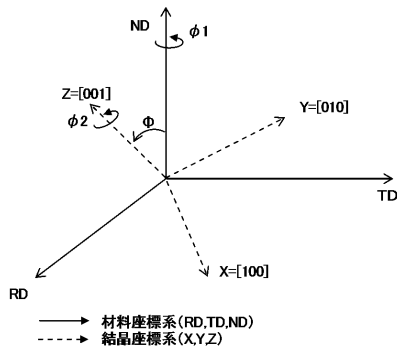 ND
φ1
Z=[001]
φ2
Φ
Y=[010]
TD
X=[100]
RD
材料座標系(RD,TD,ND)
結晶座標系(X,Y,Z)